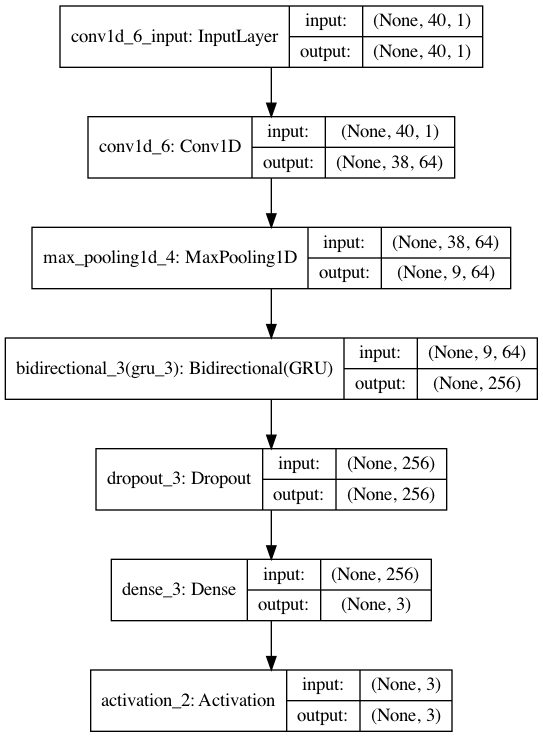 conv1d_6_input: InputLayer
input: (None, 40, 1)
output: (None, 40, 1)
conv1d_6: Conv1D
input: (None, 40, 1)
output: (None, 38, 64)
max_pooling1d_4: MaxPooling1D
input: (None, 38, 64)
output: (None, 9, 64)
bidirectional_3(gru_3): Bidirectional(GRU)
input: (None, 9, 64)
output: (None, 256)
dropout_3: Dropout
input: (None, 256)
output: (None, 256)
dense_3: Dense
input: (None, 256)
output: (None, 3)
activation_2: Activation
input: (None, 3)
output: (None, 3)